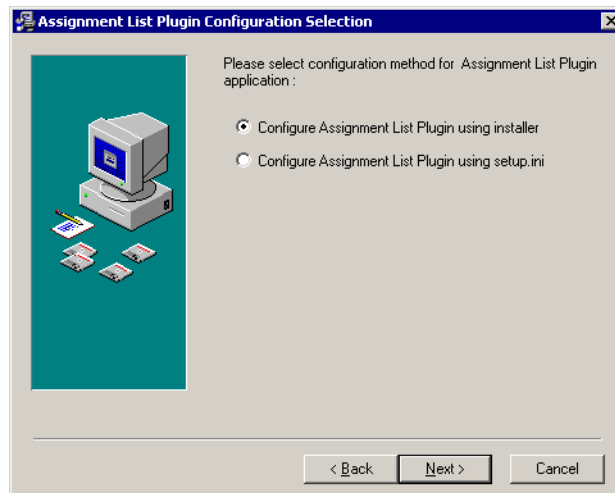 Assignment List Plugin Configuration Selection
Please select configuration method for Assignment List Plugin
application :
Configure Assignment List Plugin using installer
Configure Assignment List Plugin using setup.ini
< Back
Next >
Cancel